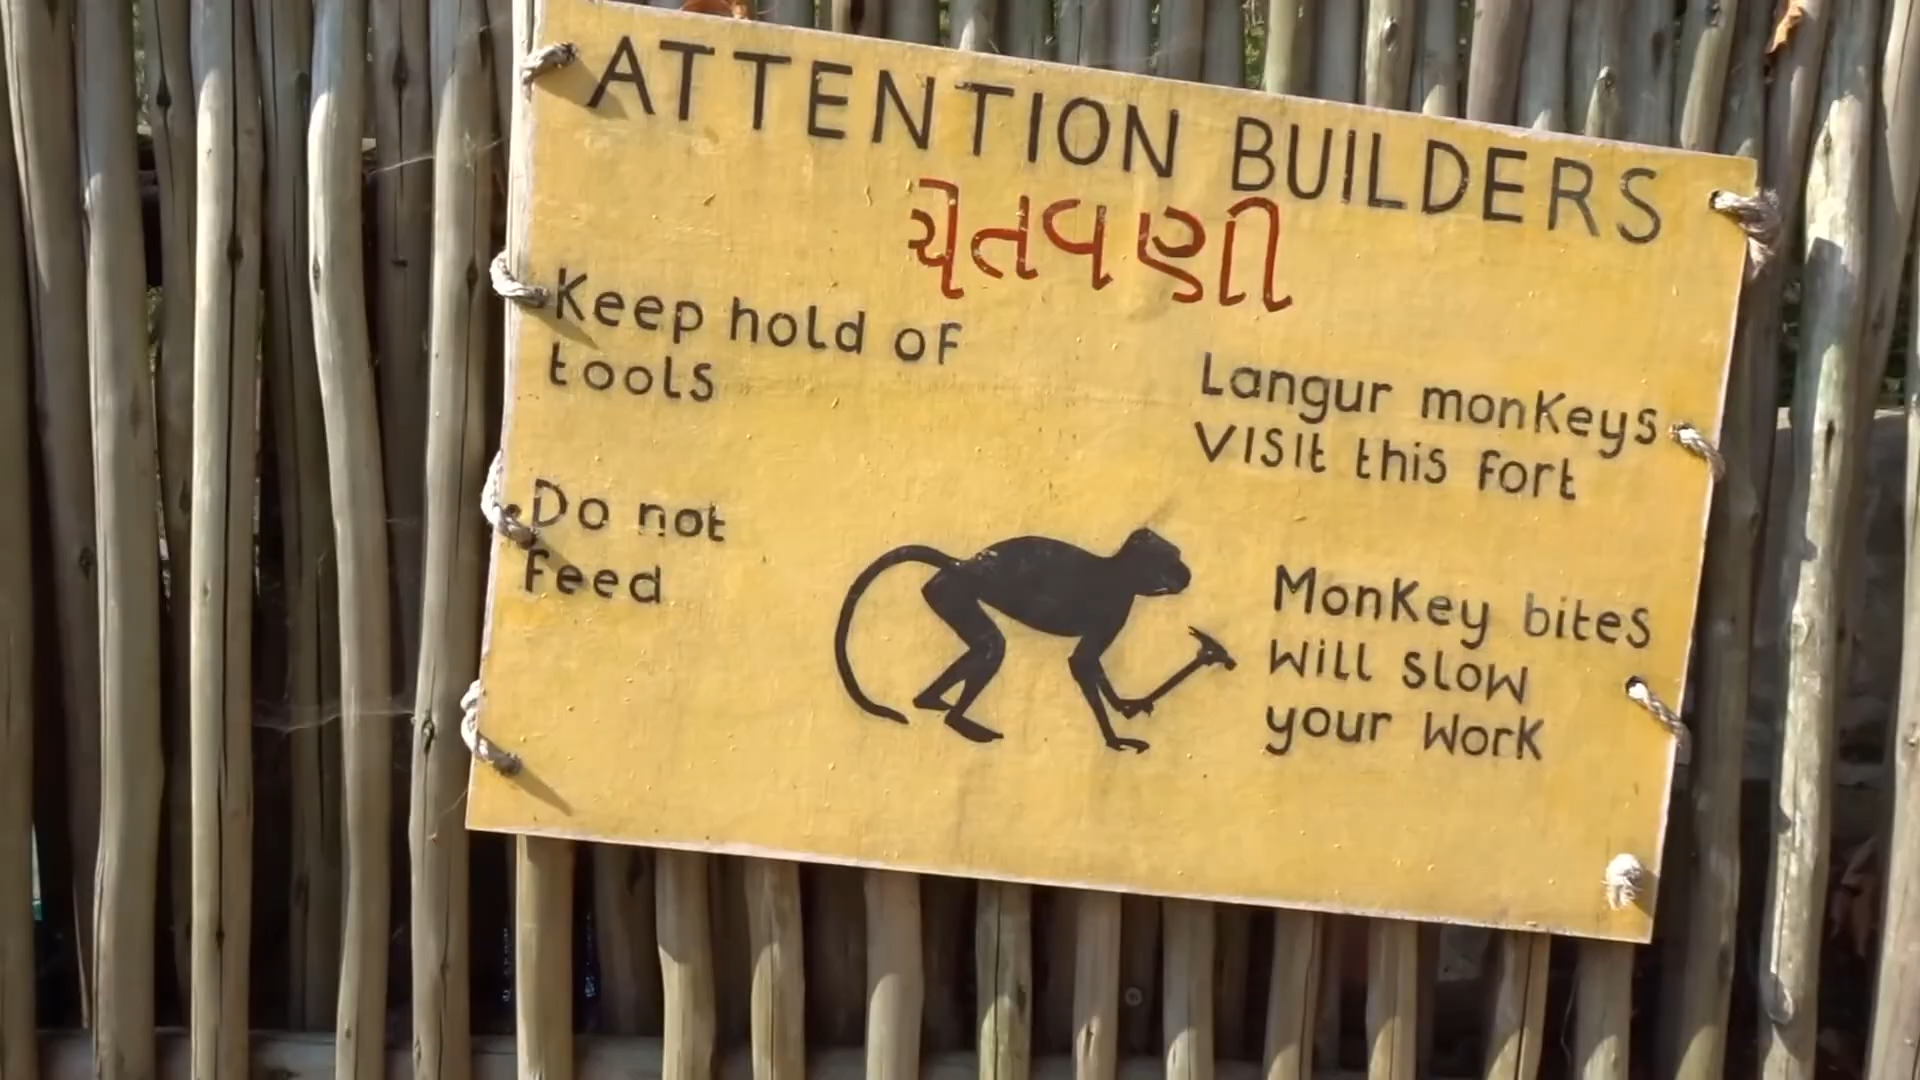 ATTENTION BUILDERS
ચેતવણી
Keep hold of
tools
Do not
feed
Langur monkeys
visit this fort
Monkey bites
will slow
your work